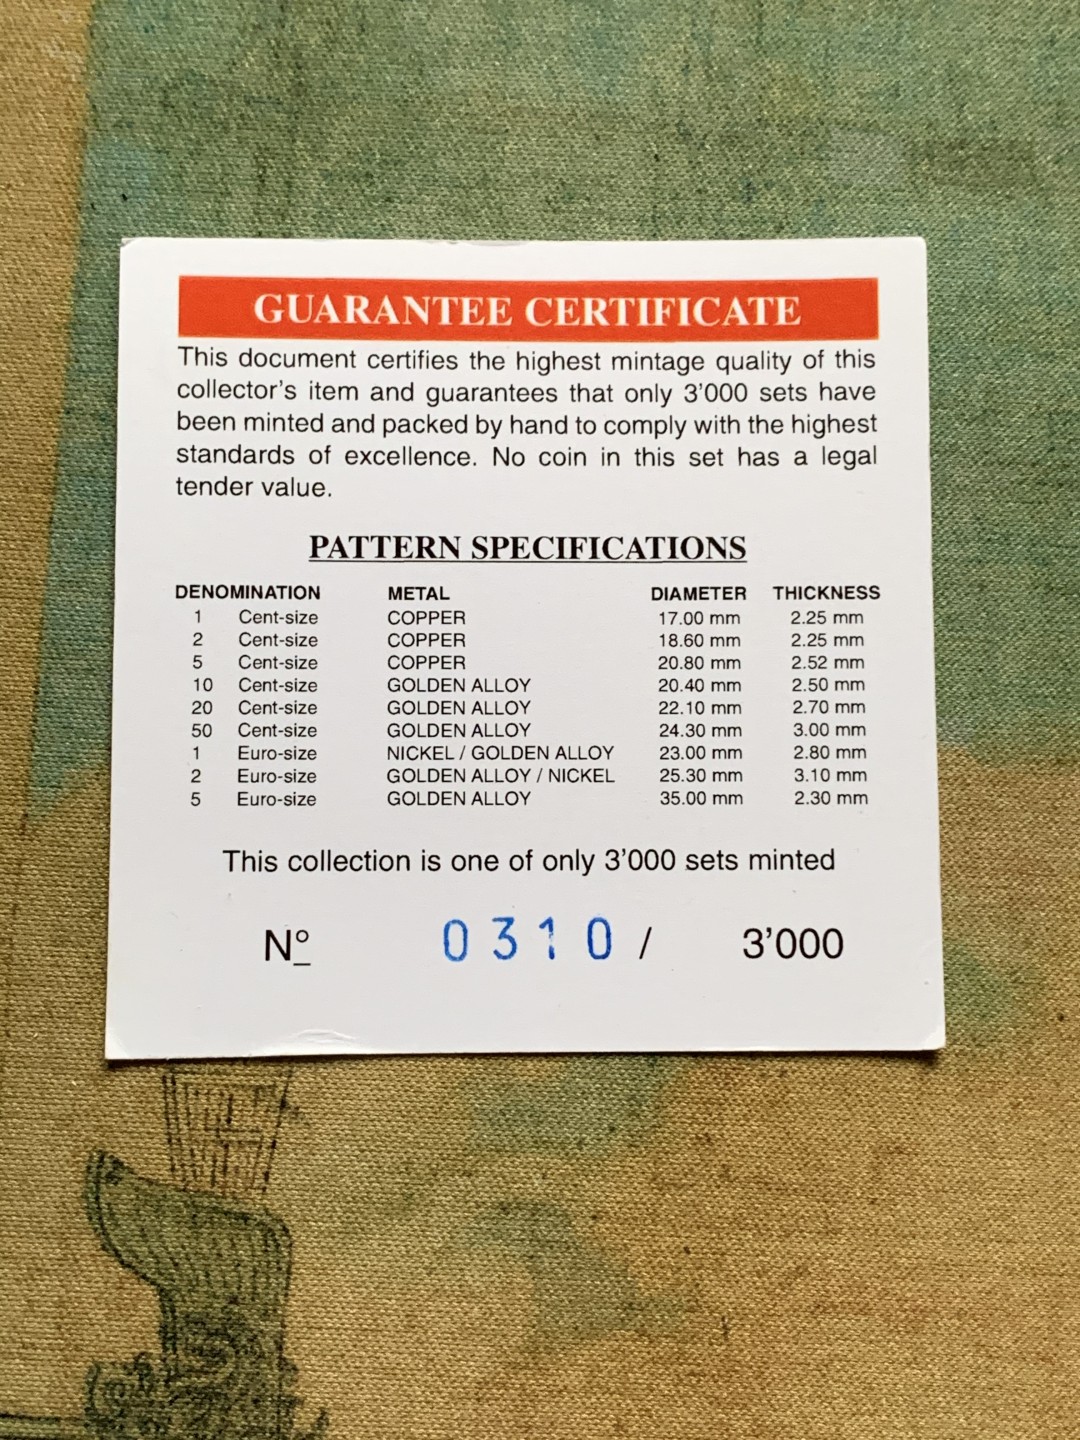 GUARANTEE CERTIFICATE
This document certifies the highest mintage quality of this
collector's item and guarantees that only 3'000 sets have
been minted and packed by hand to comply with the highest
standards of excellence. No coin in this set has a legal
tender value.
PATTERN SPECIFICATIONS
DENOMINATION METAL DIAMETER THICKNESS
1 Cent-size COPPER 17.00 mm 2.25 mm
2 Cent-size COPPER 18.60 mm 2.25 mm
5 Cent-size COPPER 20.80 mm 2.52 mm
10 Cent-size GOLDEN ALLOY 20.40 mm 2.50 mm
20 Cent-size GOLDEN ALLOY 22.10 mm 2.70 mm
50 Cent-size GOLDEN ALLOY 24.30 mm 3.00 mm
1 Euro-size NICKEL / GOLDEN ALLOY 23.00 mm 2.80 mm
2 Euro-size GOLDEN ALLOY / NICKEL 25.30 mm 3.10 mm
5 Euro-size GOLDEN ALLOY 35.00 mm 2.30 mm
This collection is one of only 3'000 sets minted
Nº 0310 / 3'000